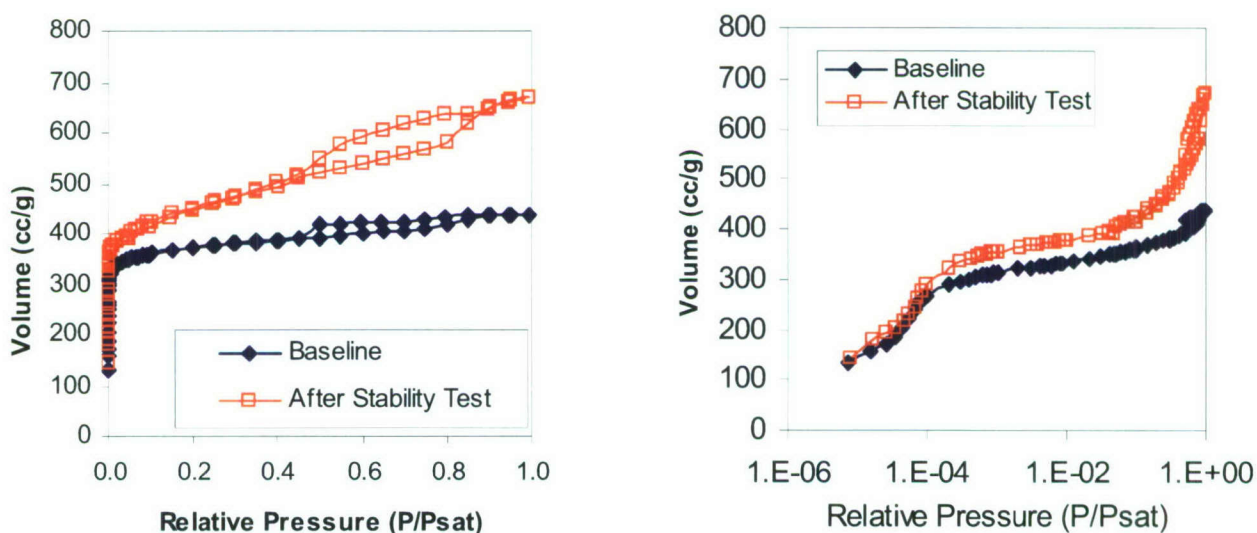 800
700
600
500
400
300
200
100
0
Volume (cc/g)
Baseline
After Stability Test
0.0 0.2 0.4 0.6 0.8 1.0
Relative Pressure (P/Psat)
800
700
600
500
400
300
200
100
0
Volume (cc/g)
Baseline
After Stability Test
1.E-06 1.E-04 1.E-02 1.E+00
Relative Pressure (P/Psat)